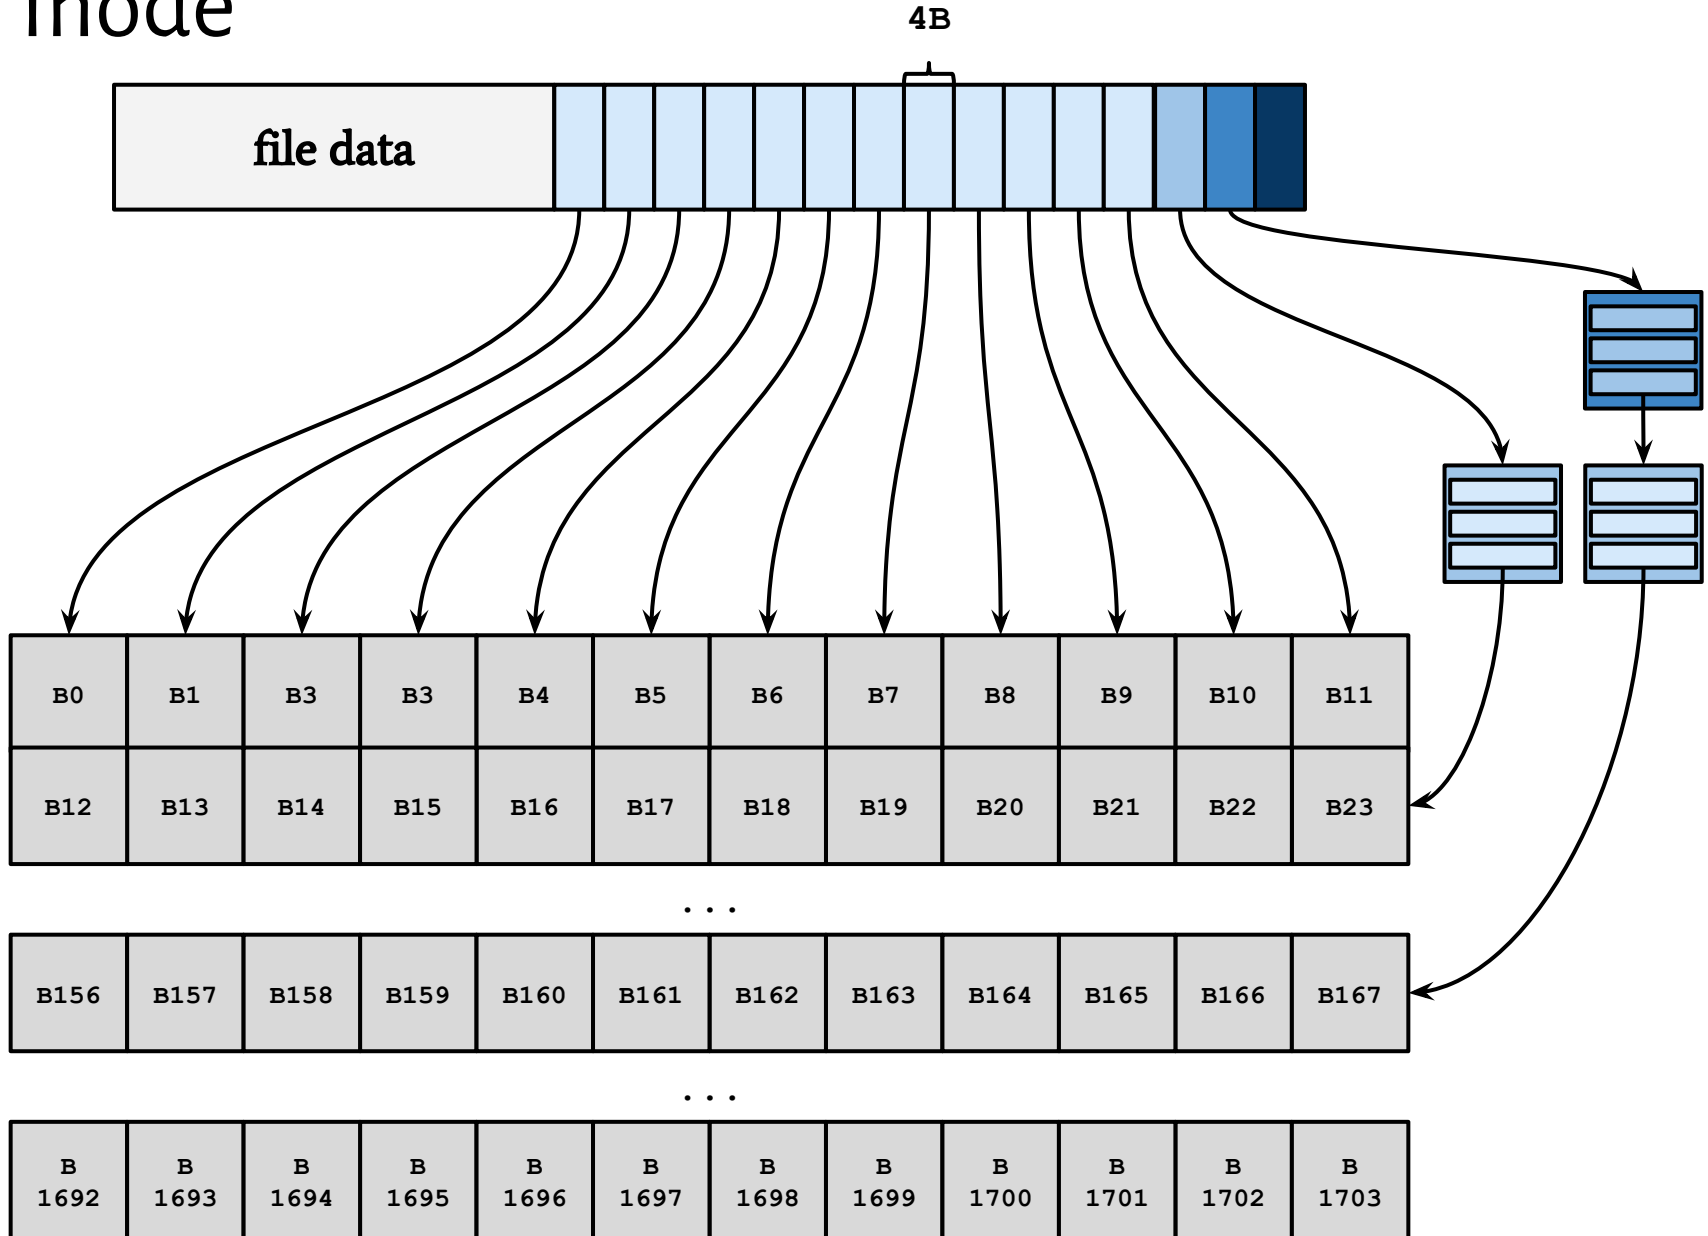 inode
4B
file data
B0 B1 B3 B3 B4 B5 B6 B7 B8 B9 B10 B11
B12 B13 B14 B15 B16 B17 B18 B19 B20 B21 B22 B23
...
B156 B157 B158 B159 B160 B161 B162 B163 B164 B165 B166 B167
...
B B B B B B B B B B B B
1692 1693 1694 1695 1696 1697 1698 1699 1700 1701 1702 1703